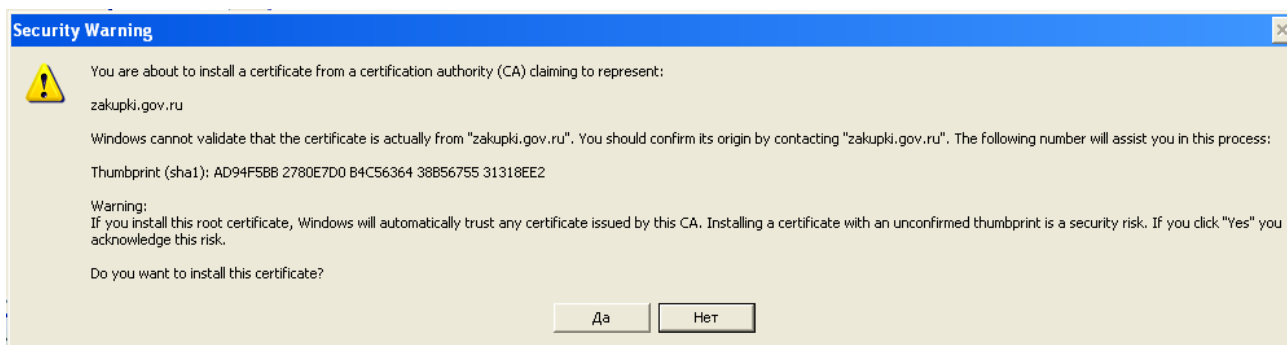 Security Warning
You are about to install a certificate from a certification authority (CA) claiming to represent:
zakupki.gov.ru
Windows cannot validate that the certificate is actually from "zakupki.gov.ru". You should confirm its origin by contacting "zakupki.gov.ru". The following number will assist you in this process:
Thumbprint (sha1): AD94F5BB 2780E7D0 B4C56364 38B56755 31318EE2
Warning:
If you install this root certificate, Windows will automatically trust any certificate issued by this CA. Installing a certificate with an unconfirmed thumbprint is a security risk. If you click "Yes" you
acknowledge this risk.
Do you want to install this certificate?
Да
Нет